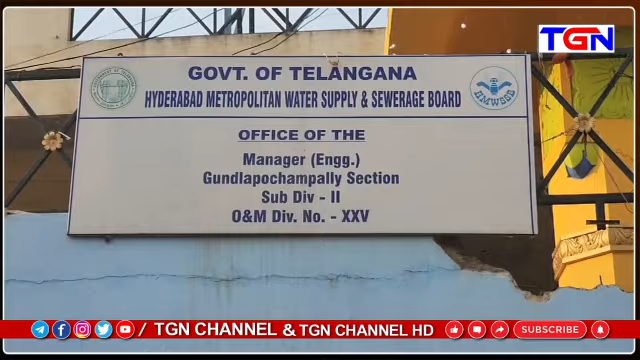 TGN
GOVT. OF TELANGANA
HYDERABAD METROPOLITAN WATER SUPPLY & SEWERAGE BOARD
HMWSSB
OFFICE OF THE
Manager (Engg.)
Gundlapochampally Section
Sub Div - II
O&M Div. No. - XXV
/ TGN CHANNEL & TGN CHANNEL HD
SUBSCRIBE